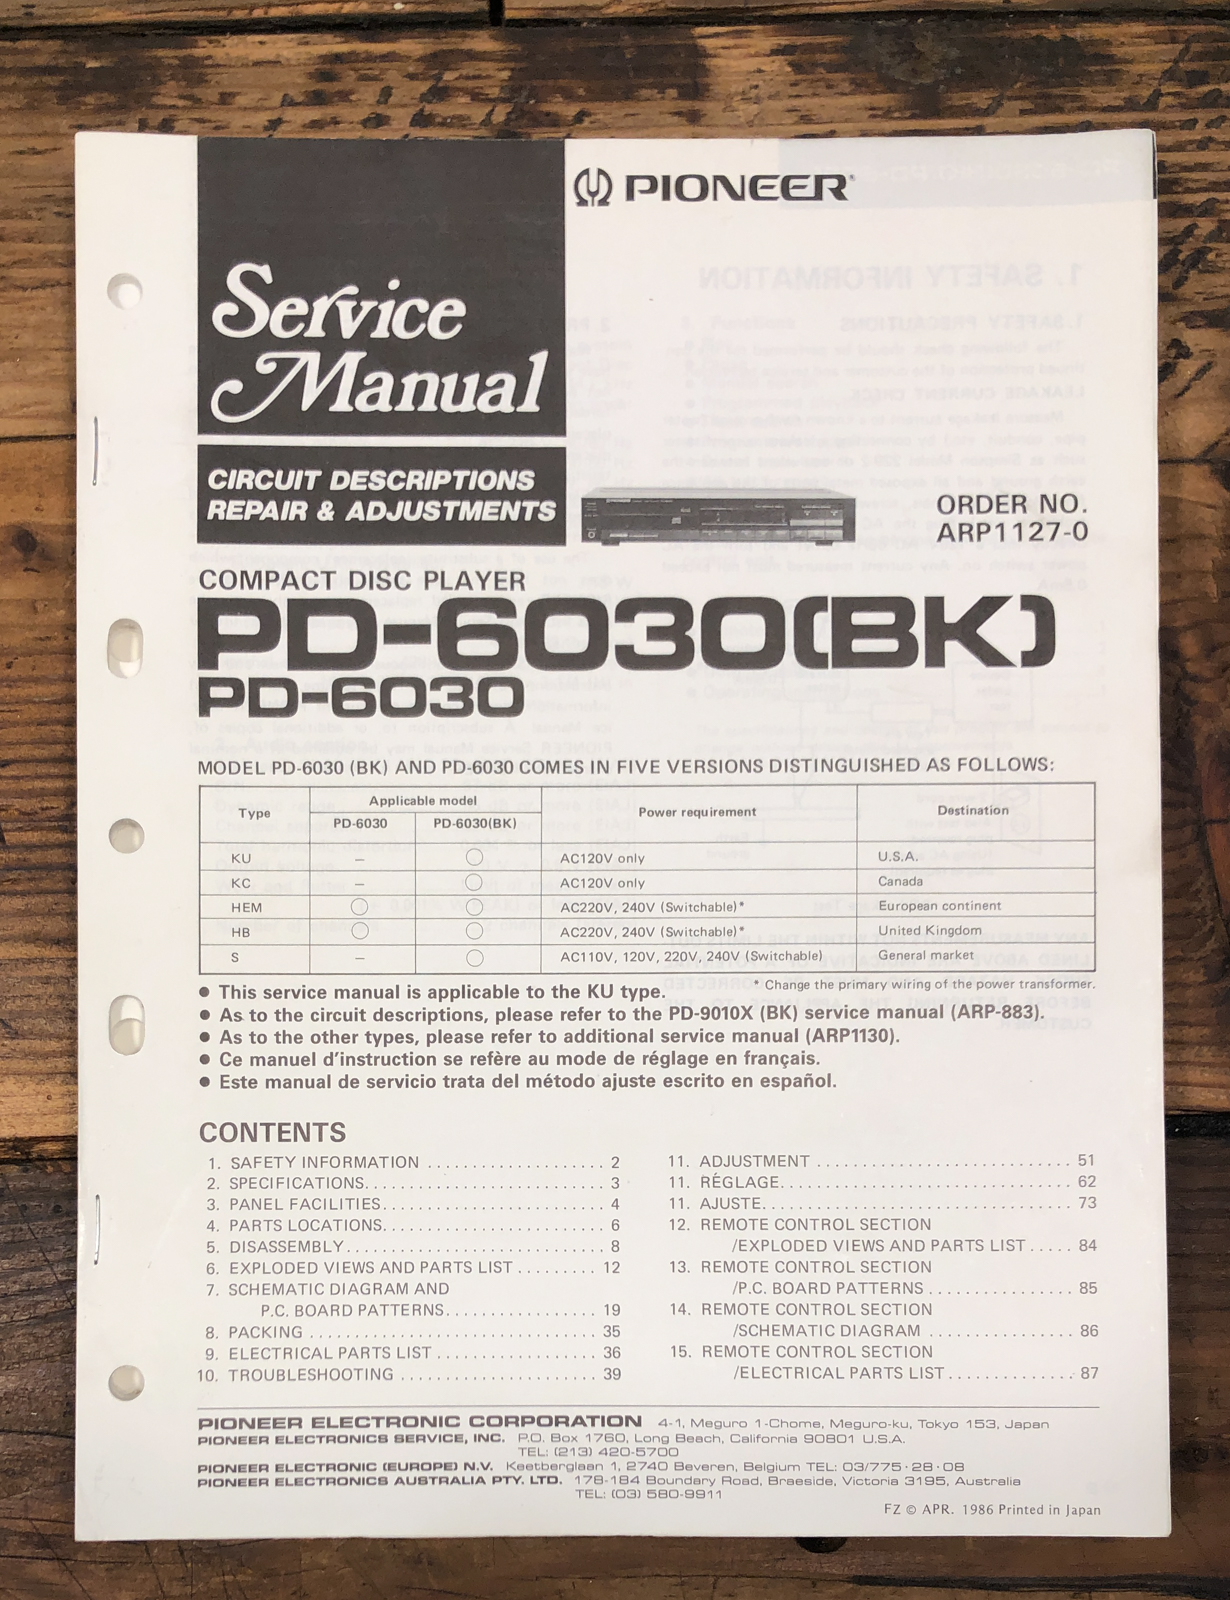 PIONEER
Service
Manual
CIRCUIT DESCRIPTIONS
REPAIR & ADJUSTMENTS
ORDER NO.
ARP1127-0
COMPACT DISC PLAYER
PD-6030(BK)
PD-6030
MODEL PD-6030 (BK) AND PD-6030 COMES IN FIVE VERSIONS DISTINGUISHED AS FOLLOWS:
Type Applicable model Power requirement Destination
PD-6030 PD-6030(BK)
KU – ○ AC120V only U.S.A.
KC – ○ AC120V only Canada
HEM ○ ○ AC220V, 240V (Switchable)* European continent
HB ○ ○ AC220V, 240V (Switchable)* United Kingdom
S – ○ AC110V, 120V, 220V, 240V (Switchable) General market
* Change the primary wiring of the power transformer.
● This service manual is applicable to the KU type.
● As to the circuit descriptions, please refer to the PD-9010X (BK) service manual (ARP-883).
● As to the other types, please refer to additional service manual (ARP1130).
● Ce manuel d'instruction se refère au mode de réglage en français.
● Este manual de servicio trata del método ajuste escrito en español.
CONTENTS
1. SAFETY INFORMATION .................... 2
2. SPECIFICATIONS.......................... 3
3. PANEL FACILITIES........................ 4
4. PARTS LOCATIONS........................ 6
5. DISASSEMBLY............................ 8
6. EXPLODED VIEWS AND PARTS LIST......... 12
7. SCHEMATIC DIAGRAM AND
P.C. BOARD PATTERNS................ 19
8. PACKING ............................... 35
9. ELECTRICAL PARTS LIST .................. 36
10. TROUBLESHOOTING ...................... 39
11. ADJUSTMENT ............................ 51
11. RÉGLAGE................................ 62
11. AJUSTE.................................. 73
12. REMOTE CONTROL SECTION
/EXPLODED VIEWS AND PARTS LIST ..... 84
13. REMOTE CONTROL SECTION
/P.C. BOARD PATTERNS ................ 85
14. REMOTE CONTROL SECTION
/SCHEMATIC DIAGRAM ................ 86
15. REMOTE CONTROL SECTION
/ELECTRICAL PARTS LIST.............. 87
PIONEER ELECTRONIC CORPORATION 4-1, Meguro 1-Chome, Meguro-ku, Tokyo 153, Japan
PIONEER ELECTRONICS SERVICE, INC. P.O. Box 1760, Long Beach, California 90801 U.S.A.
TEL: (213) 420-5700
PIONEER ELECTRONIC (EUROPE) N.V. Keetberglaan 1, 2740 Beveren, Belgium TEL: 03/775·28·08
PIONEER ELECTRONICS AUSTRALIA PTY. LTD. 178-184 Boundary Road, Braeside, Victoria 3195, Australia
TEL: (03) 580-9911
FZ © APR. 1986 Printed in Japan